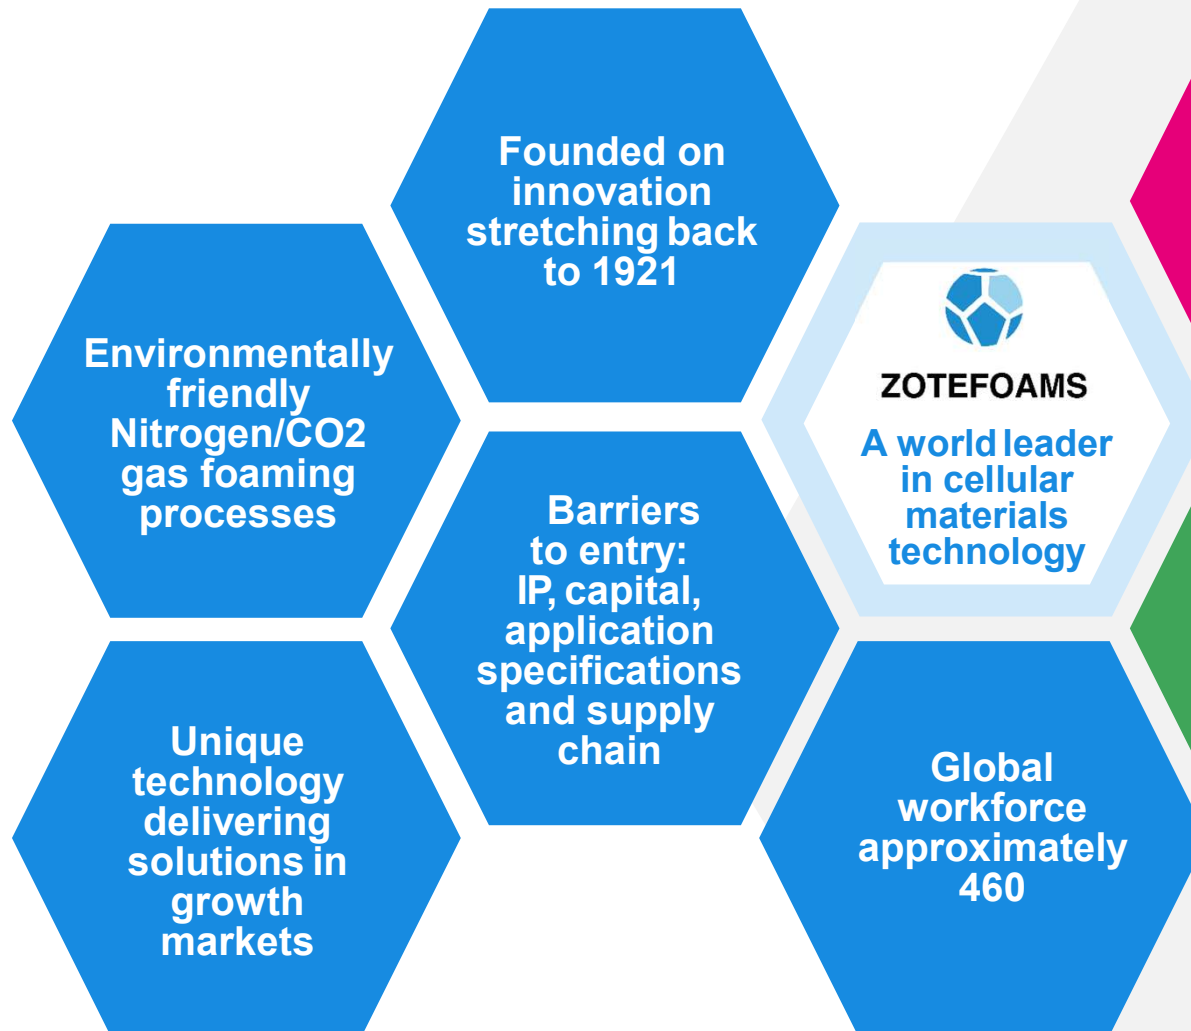 Founded on
innovation
stretching back
to 1921
Environmentally
friendly
Nitrogen/CO2
gas foaming
processes
ZOTEFOAMS
A world leader
in cellular
materials
technology
Barriers
to entry:
IP, capital,
application
specifications
and supply
chain
Unique
technology
delivering
solutions in
growth
markets
Global
workforce
approximately
460